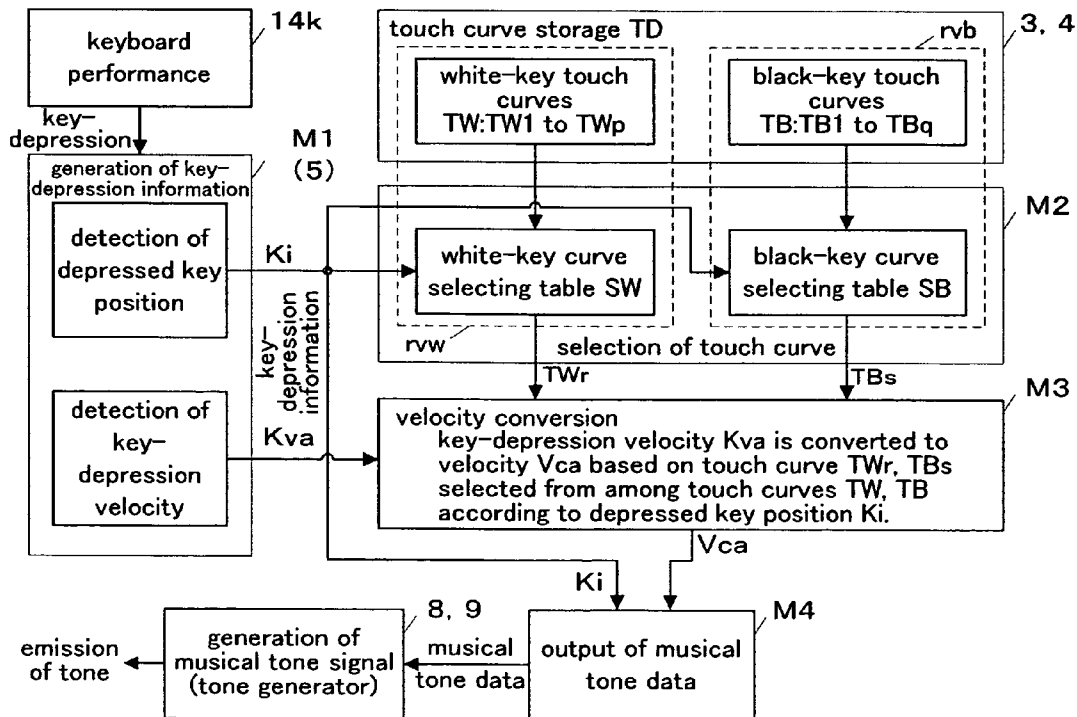 keyboard
performance
14k
key-
depression
M1
(5)
generation of key-
depression information
detection of
depressed key
position
detection of
key-
depression
velocity
Ki
key-
depression
information
Kva
touch curve storage TD
rvb
3, 4
white-key touch
curves
TW:TW1 to TWp
black-key touch
curves
TB:TB1 to TBq
M2
white-key curve
selecting table SW
black-key curve
selecting table SB
rvw
selection of touch curve
TWr
TBs
M3
velocity conversion
key-depression velocity Kva is converted to
velocity Vca based on touch curve TWr, TBs
selected from among touch curves TW, TB
according to depressed key position Ki.
Vca
Ki
M4
output of musical
tone data
musical
tone data
8, 9
generation of
musical tone signal
(tone generator)
emission
of tone